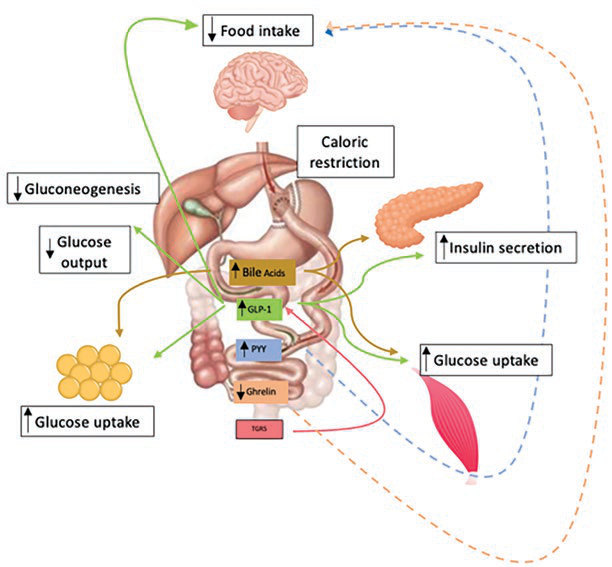 ↓ Food intake
Caloric
restriction
↓ Gluconeogenesis
↓ Glucose
output
↑ Insulin secretion
↑ Bile Acids
↑ GLP-1
↑ PYY
↓ Ghrelin
TGR5
↑ Glucose uptake
↑ Glucose uptake